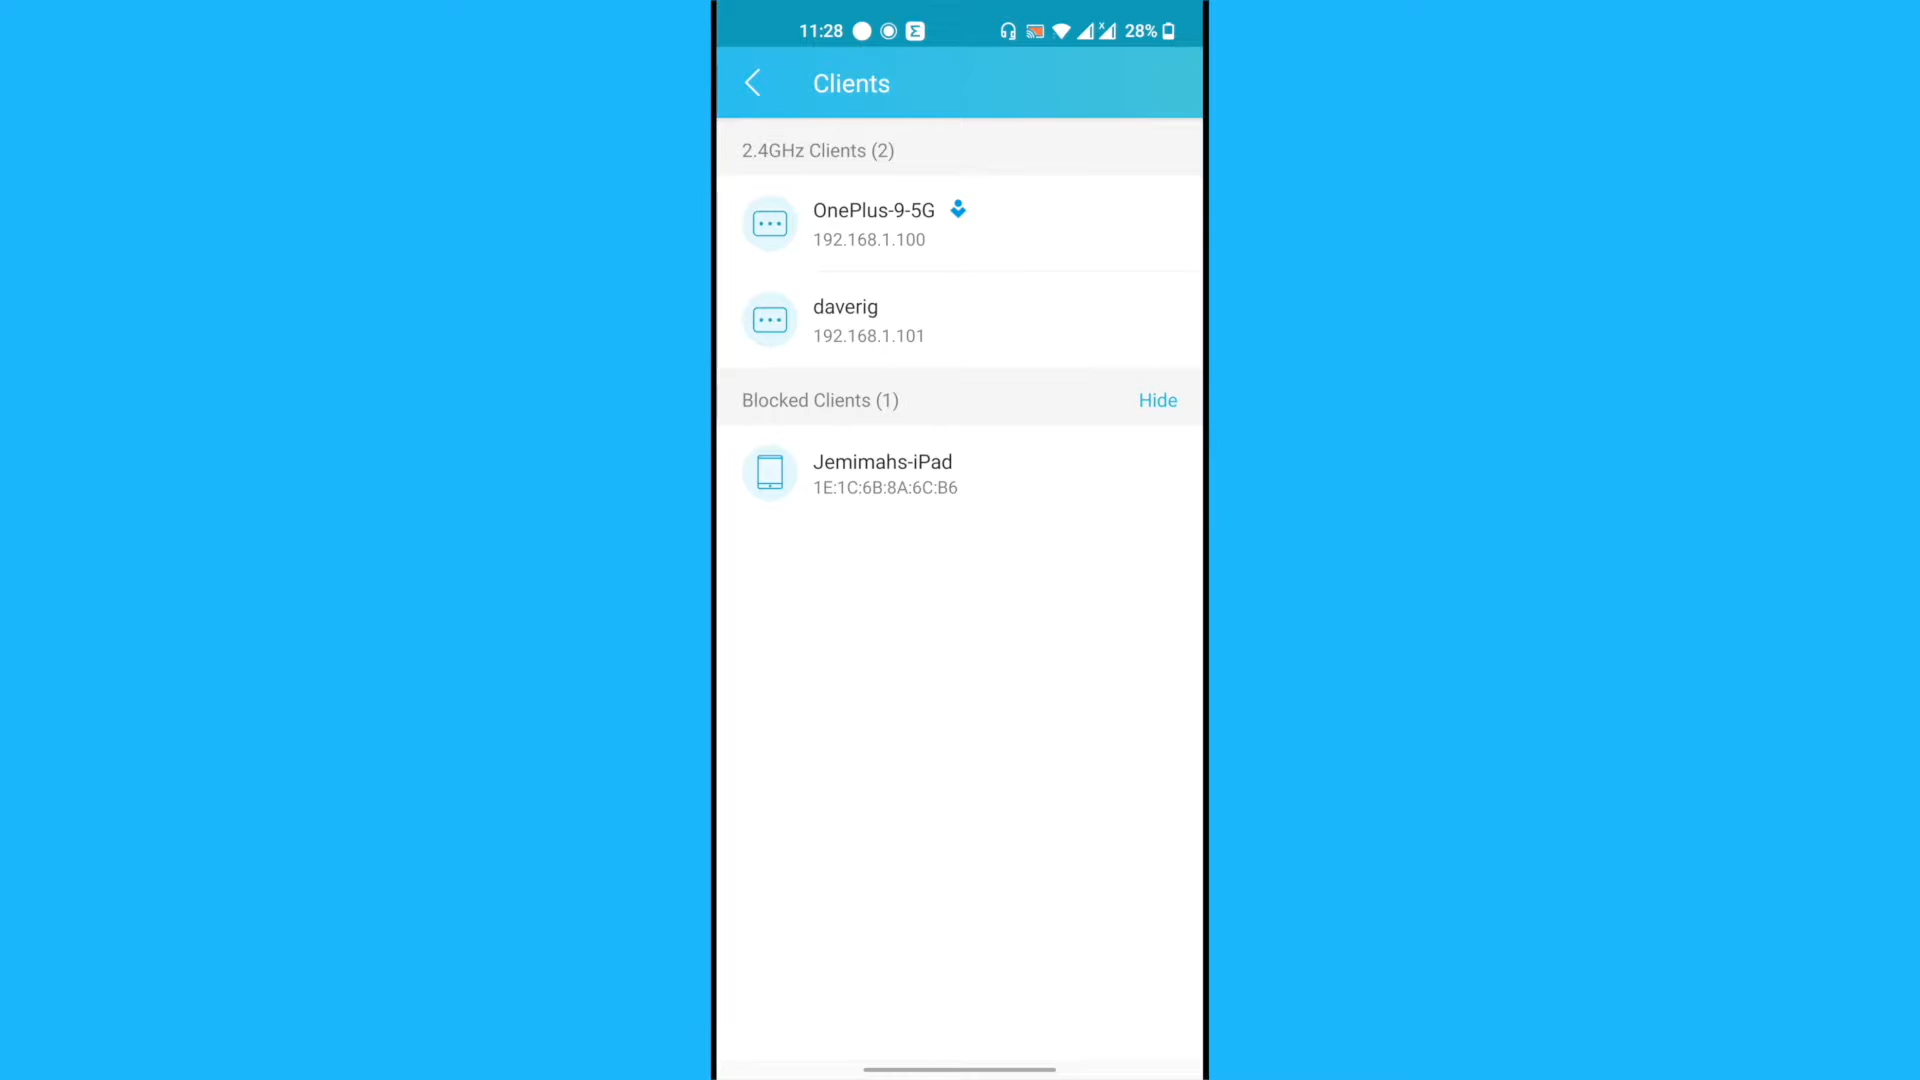 11:28 28%
Clients
2.4GHz Clients (2)
OnePlus-9-5G
192.168.1.100
daverig
192.168.1.101
Blocked Clients (1) Hide
Jemimahs-iPad
1E:1C:6B:8A:6C:B6